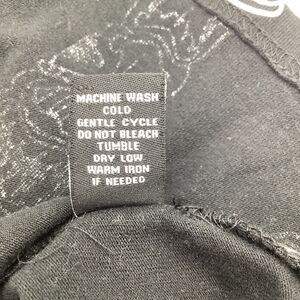 MACHINE WASH
COLD
GENTLE CYCLE
DO NOT BLEACH
TUMBLE
DRY LOW
WARM IRON
IF NEEDED